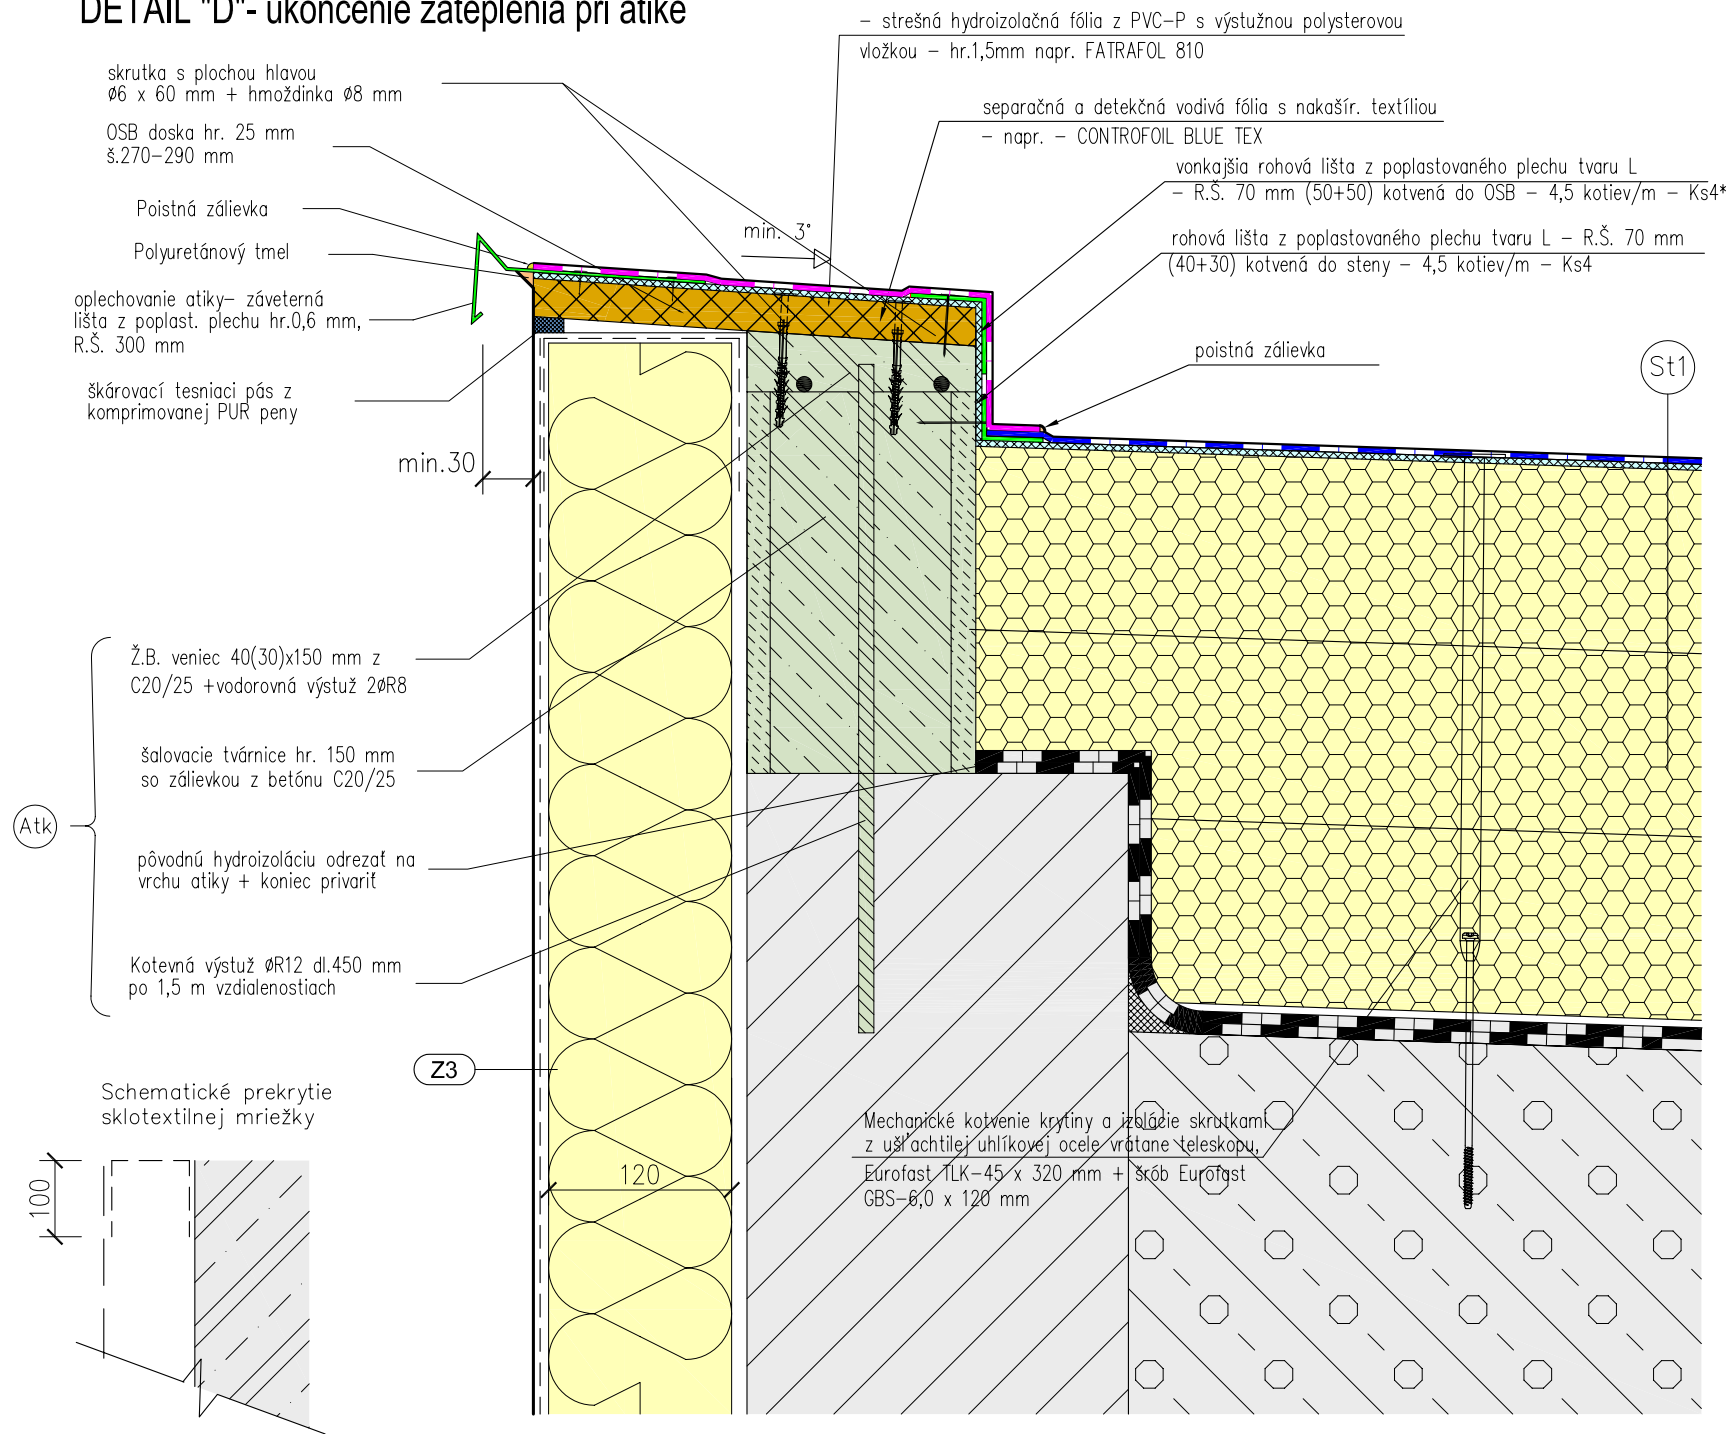 DETAIL "D"- ukončenie zateplenia pri atike
– strešná hydroizolačná fólia z PVC–P s výstužnou polysterovou
vložkou – hr.1,5mm napr. FATRAFOL 810
skrutka s plochou hlavou
ø6 x 60 mm + hmoždinka ø8 mm
separačná a detekčná vodivá fólia s nakašír. textíliou
– napr. – CONTROFOIL BLUE TEX
OSB doska hr. 25 mm
š.270–290 mm
vonkajšia rohová lišta z poplastovaného plechu tvaru L
– R.Š. 70 mm (50+50) kotvená do OSB – 4,5 kotiev/m – Ks4*
Poistná zálievka
min. 3°
rohová lišta z poplastovaného plechu tvaru L – R.Š. 70 mm
(40+30) kotvená do steny – 4,5 kotiev/m – Ks4
Polyuretánový tmel
oplechovanie atiky– záveterná
lišta z poplast. plechu hr.0,6 mm,
R.Š. 300 mm
poistná zálievka
St1
škárovací tesniaci pás z
komprimovanej PUR peny
min.30
Ž.B. veniec 40(30)x150 mm z
C20/25 +vodorovná výstuž 2øR8
šalovacie tvárnice hr. 150 mm
so zálievkou z betónu C20/25
Atk
pôvodnú hydroizoláciu odrezať na
vrchu atiky + koniec privariť
Kotevná výstuž øR12 dl.450 mm
po 1,5 m vzdialenostiach
Z3
Schematické prekrytie
sklotextilnej mriežky
Mechanické kotvenie krytiny a izolácie skrutkami
z ušľachtilej uhlíkovej ocele vrátane teleskopu,
Eurofast TLK–45 x 320 mm + šrób Eurofast
GBS–6,0 x 120 mm
120
100